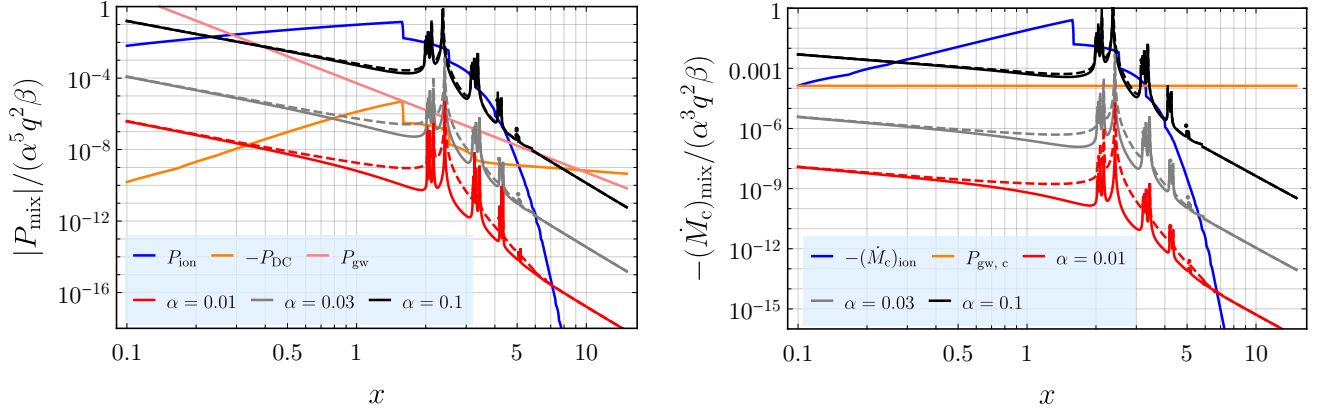 |P_mix|/(α^5 q^2 β)
1
10^-4
10^-8
10^-12
10^-16
P_ion -P_DC P_gw
α = 0.01 α = 0.03 α = 0.1
0.1 0.5 1 5 10
x
-(Ṁ_c)_mix/(α^3 q^2 β)
1
0.001
10^-6
10^-9
10^-12
10^-15
-(Ṁ_c)_ion P_gw, c α = 0.01
α = 0.03 α = 0.1
0.1 0.5 1 5 10
x